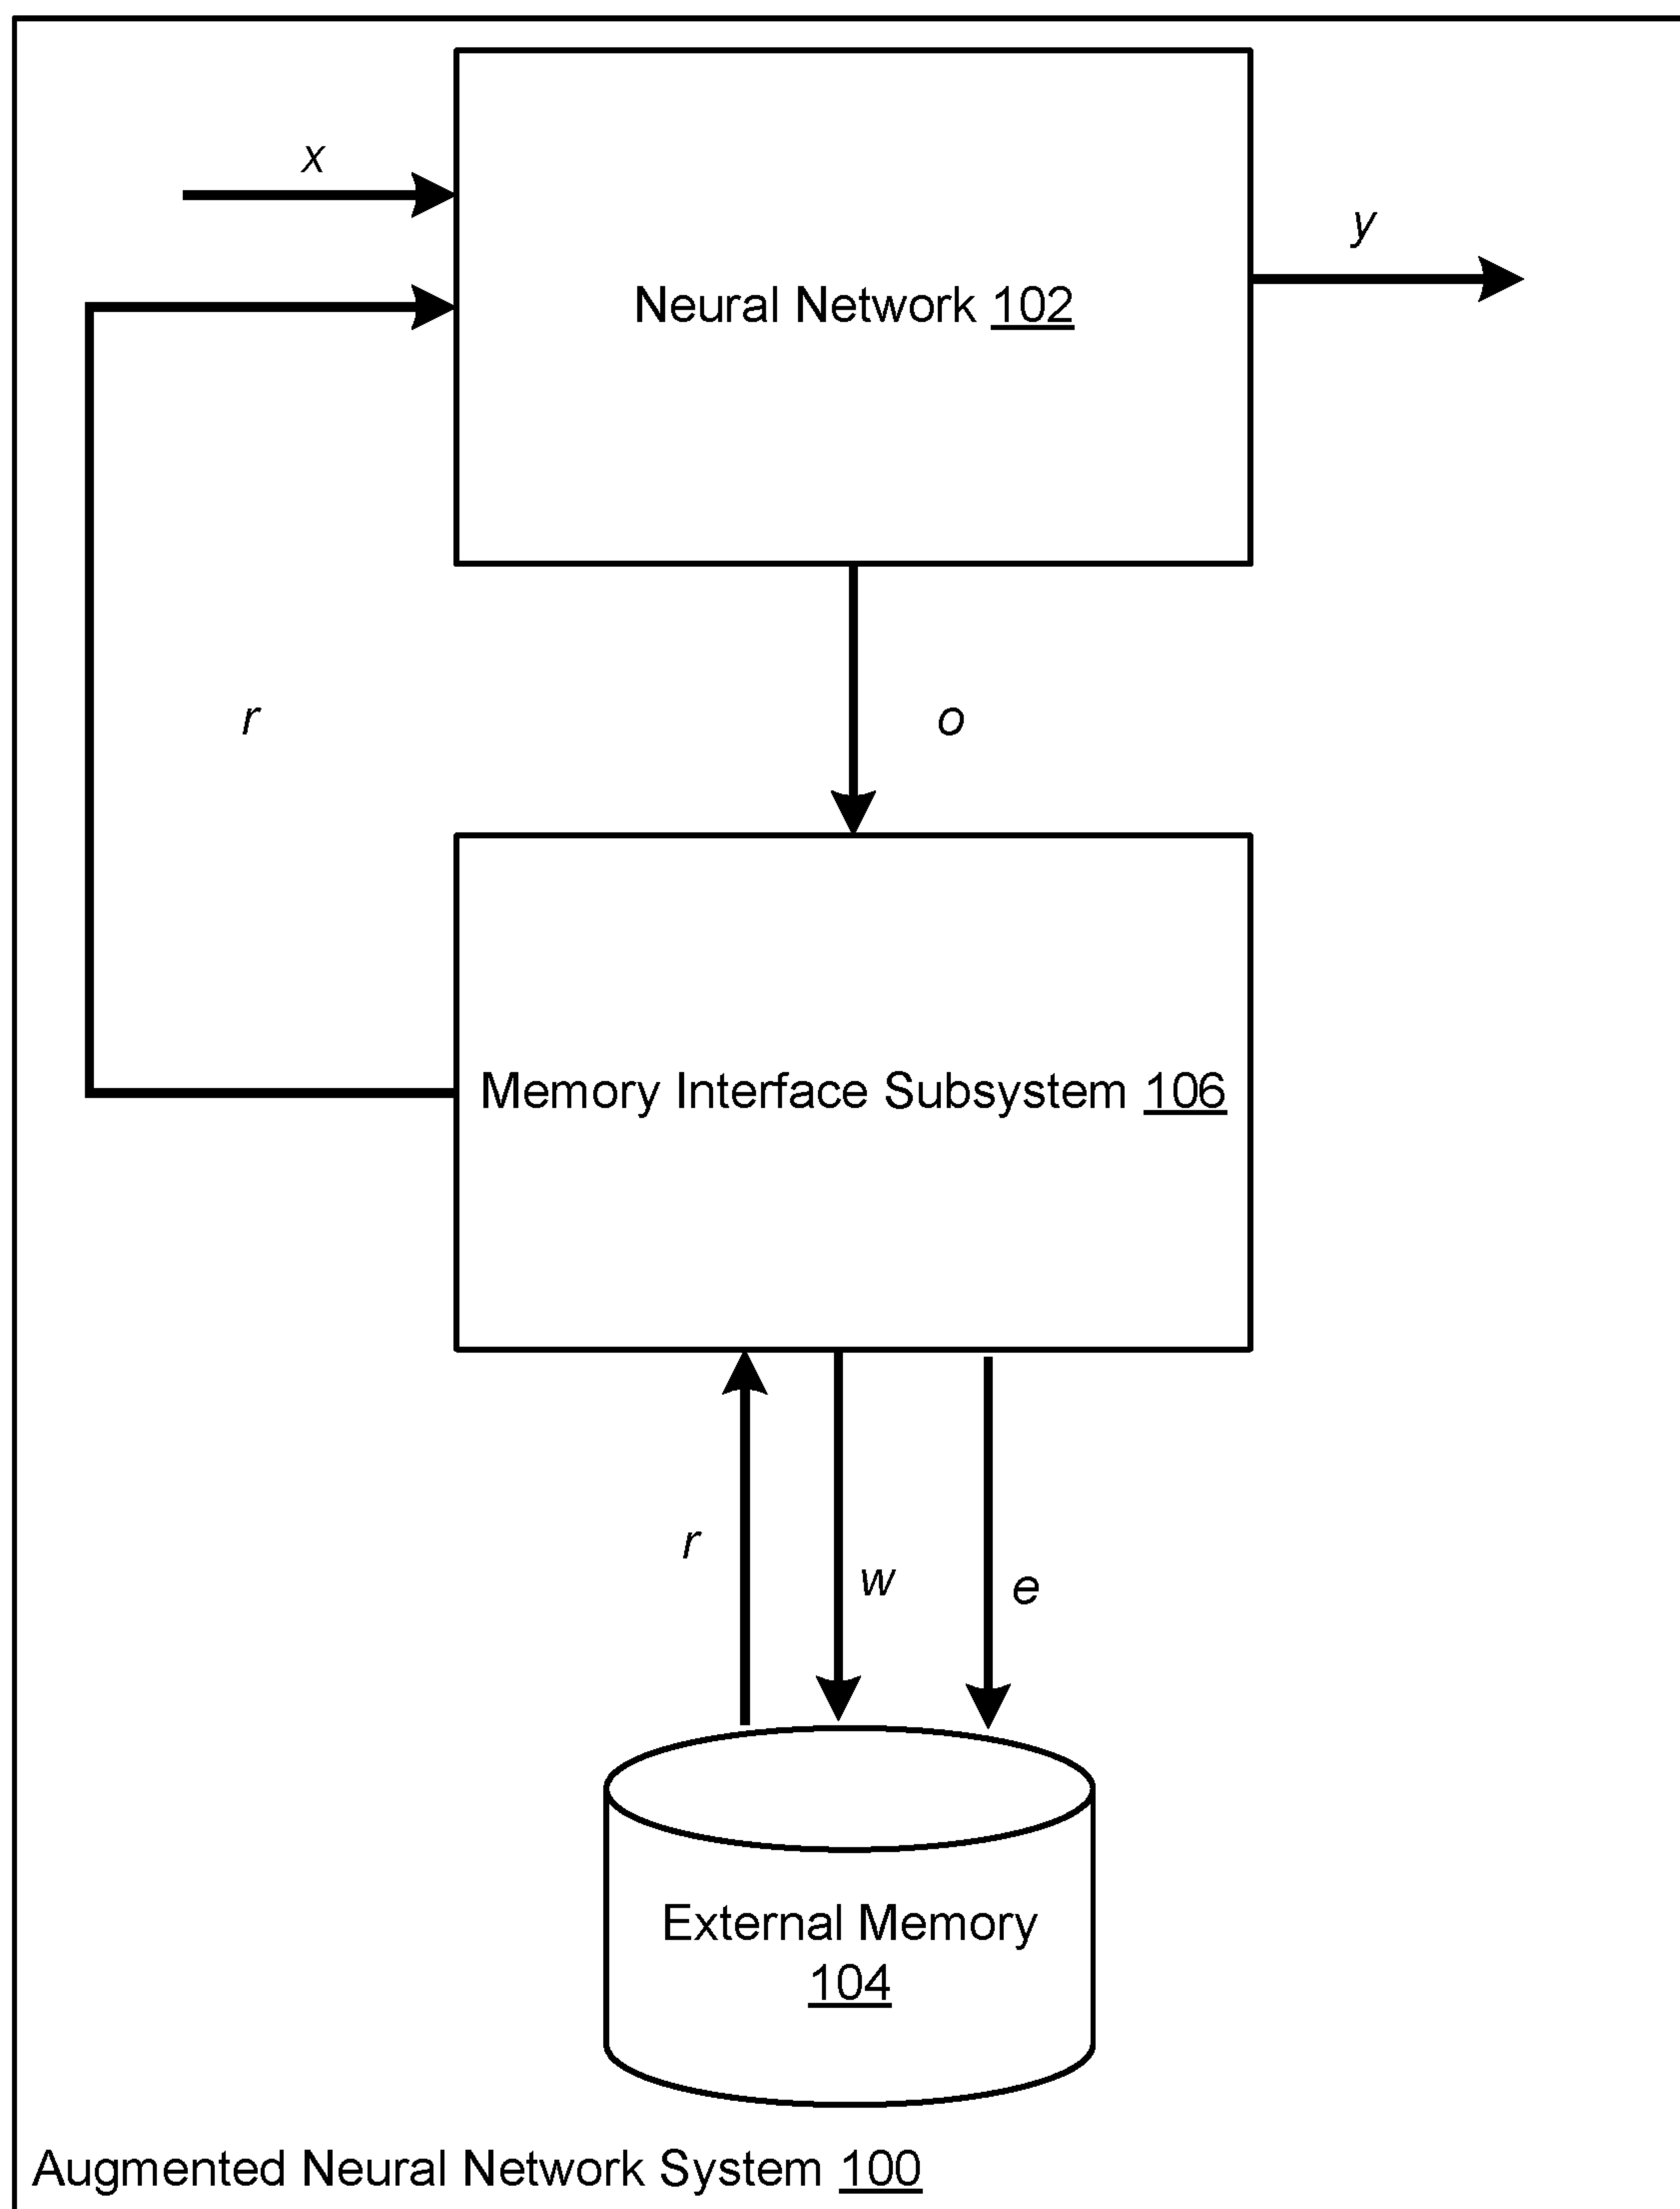 x
y
Neural Network 102
r
o
Memory Interface Subsystem 106
r
w
e
External Memory
104
Augmented Neural Network System 100